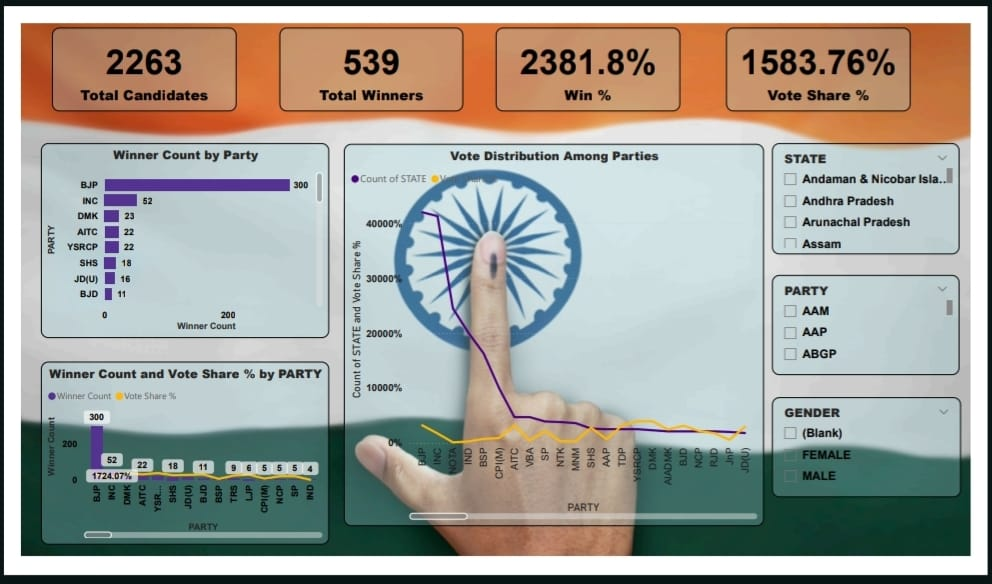 2263
Total Candidates
539
Total Winners
2381.8%
Win %
1583.76%
Vote Share %
Winner Count by Party
PARTY
BJP 300
INC 52
DMK 23
AITC 22
YSRCP 22
SHS 18
JD(U) 16
BJD 11
0 200
Winner Count
Winner Count and Vote Share % by PARTY
Winner Count Vote Share %
Winner Count
200
0
300
52
22
18
11
9
6
5
5
5
4
1724.07%
BJP
INC
DMK
AITC
YSR...
SHS
JD(U)
BJD
BSP
TRS
LJP
CPI(M)
NCP
SP
IND
PARTY
Vote Distribution Among Parties
Count of STATE
Count of STATE and Vote Share %
40000%
30000%
20000%
10000%
0%
BJP
INC
NOTA
IND
BSP
CPI(M)
AITC
VBA
SP
NTK
MNM
SHS
AAP
TDP
YSRCP
DMK
AIADMK
BJD
NCP
RJD
JnP
JD(U)
PARTY
STATE
Andaman & Nicobar Isla...
Andhra Pradesh
Arunachal Pradesh
Assam
PARTY
AAM
AAP
ABGP
GENDER
(Blank)
FEMALE
MALE